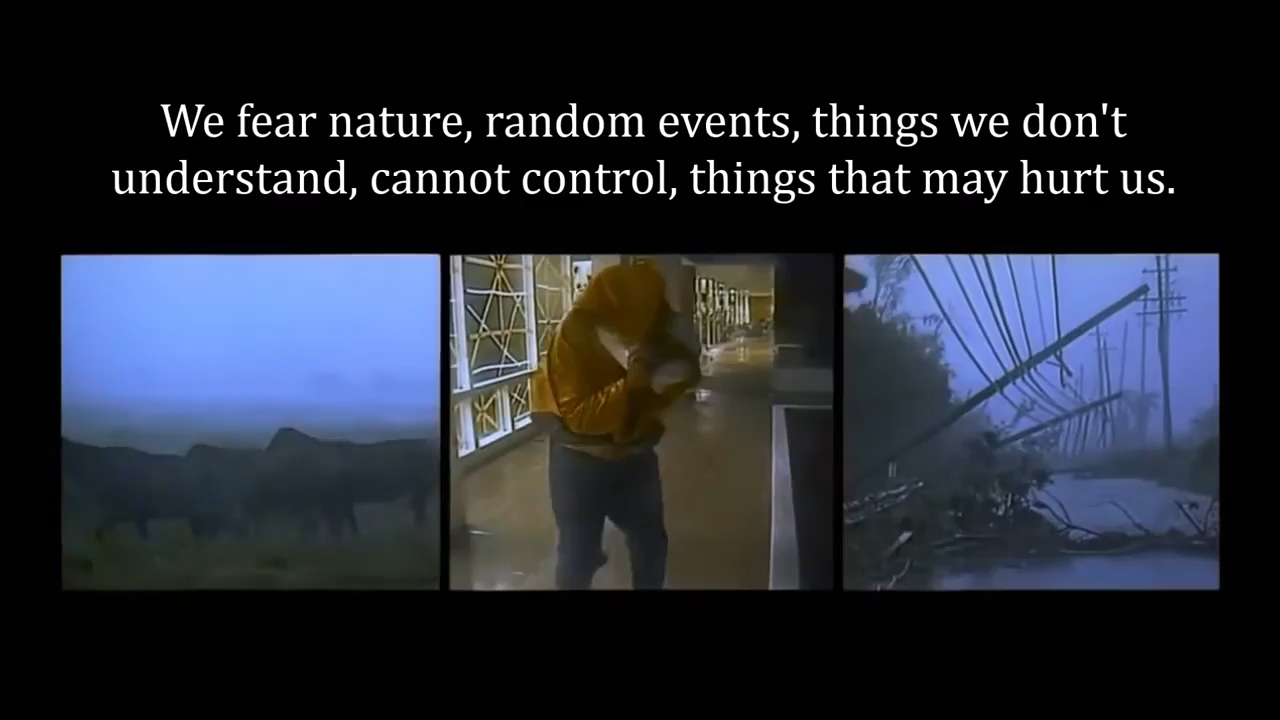 We fear nature, random events, things we don't
understand, cannot control, things that may hurt us.